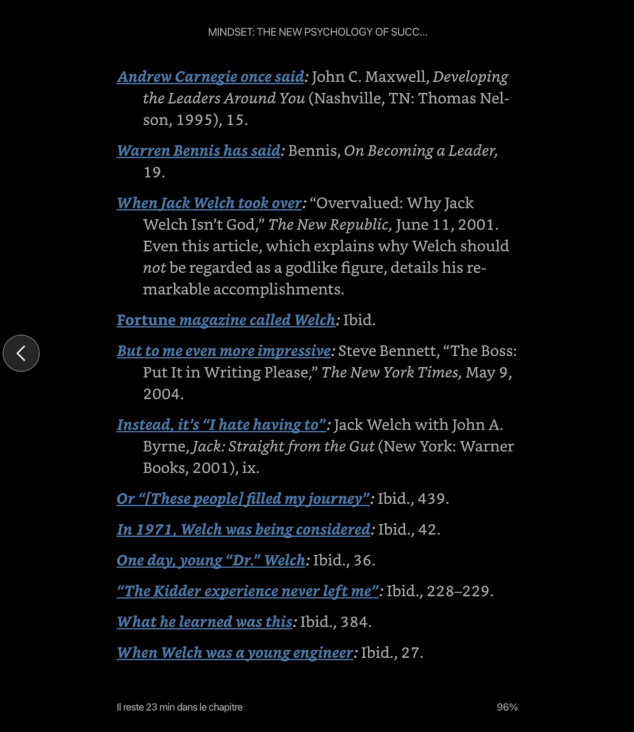 MINDSET: THE NEW PSYCHOLOGY OF SUCC...
Andrew Carnegie once said: John C. Maxwell, Developing
the Leaders Around You (Nashville, TN: Thomas Nel-
son, 1995), 15.
Warren Bennis has said: Bennis, On Becoming a Leader,
19.
When Jack Welch took over: “Overvalued: Why Jack
Welch Isn’t God,” The New Republic, June 11, 2001.
Even this article, which explains why Welch should
not be regarded as a godlike figure, details his re-
markable accomplishments.
Fortune magazine called Welch: Ibid.
But to me even more impressive: Steve Bennett, “The Boss:
Put It in Writing Please,” The New York Times, May 9,
2004.
Instead, it’s “I hate having to”: Jack Welch with John A.
Byrne, Jack: Straight from the Gut (New York: Warner
Books, 2001), ix.
Or “[These people] filled my journey”: Ibid., 439.
In 1971, Welch was being considered: Ibid., 42.
One day, young “Dr.” Welch: Ibid., 36.
“The Kidder experience never left me”: Ibid., 228–229.
What he learned was this: Ibid., 384.
When Welch was a young engineer: Ibid., 27.
Il reste 23 min dans le chapitre
96%